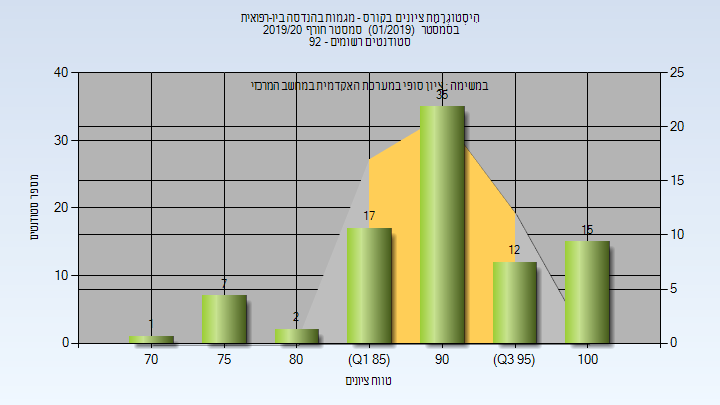 היסטוגרמת ציונים בקורס - מגמות בהנדסה ביו-רפואית
בסמסטר (01/2019) סמסטר חורף 2019/20
סטודנטים רשומים - 92
במשימה - ציון סופי במערכת האקדמית במחשב המרכזי
40
30
20
10
0
25
20
15
10
5
0
מספר סטודנטים
1
7
2
17
35
12
15
70
75
80
(Q1 85)
90
(Q3 95)
100
טווח ציונים